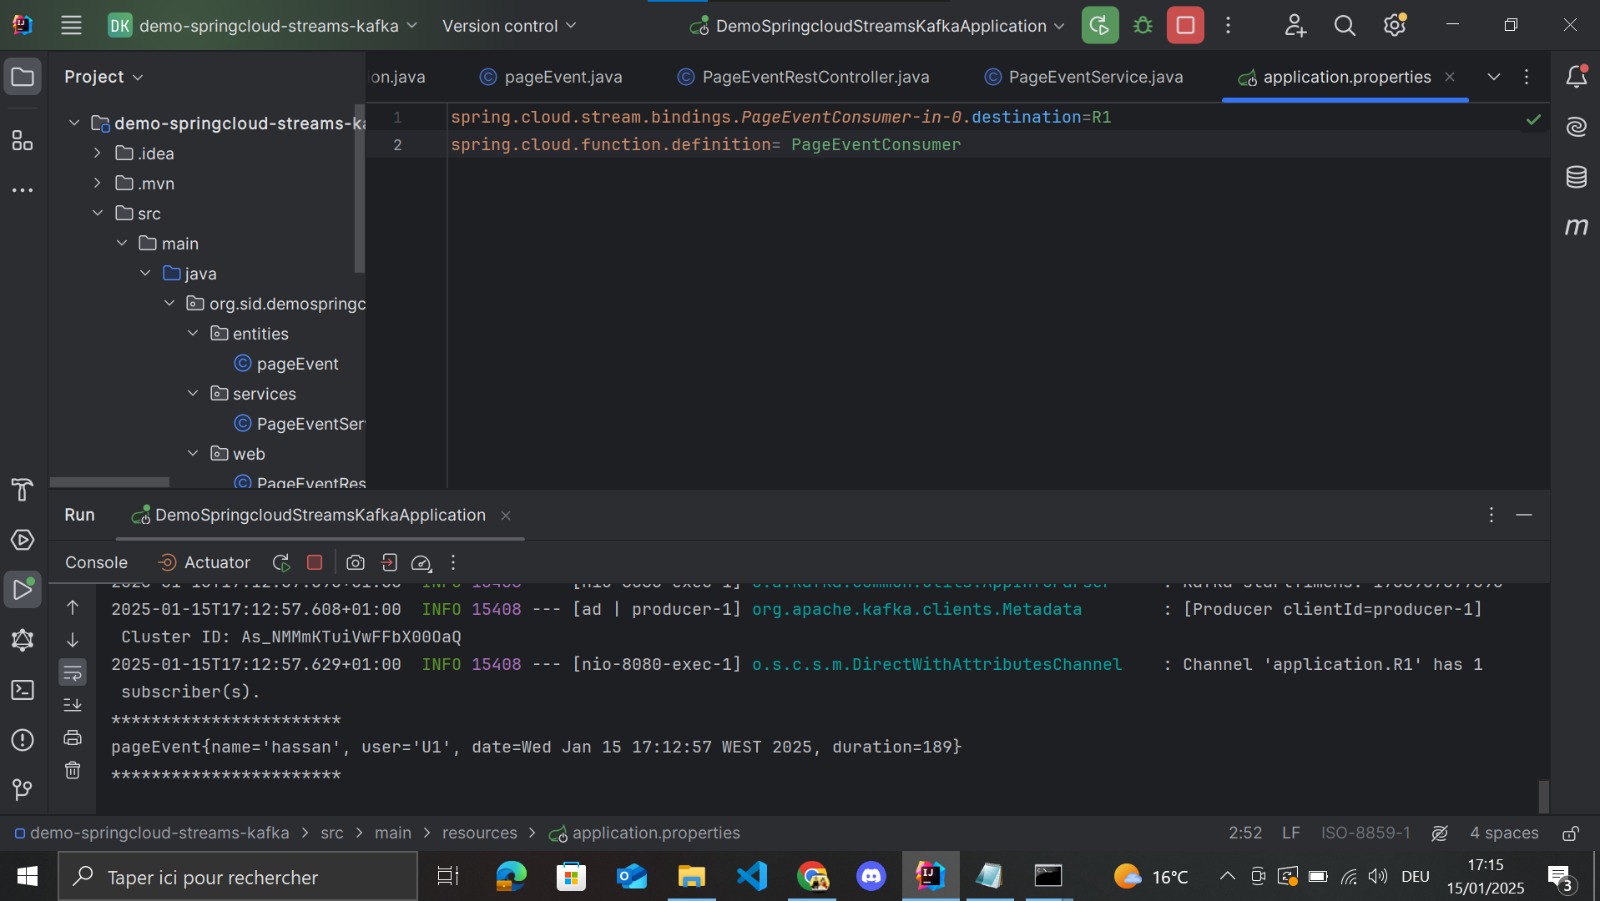 DK demo-springcloud-streams-kafka Version control DemoSpringcloudStreamsKafkaApplication
Project
on.java pageEvent.java PageEventRestController.java PageEventService.java application.properties
demo-springcloud-streams-ka
.idea
.mvn
src
main
java
org.sid.demospringc
entities
pageEvent
services
PageEventSer
web
PageEventRes
1 spring.cloud.stream.bindings.PageEventConsumer-in-0.destination=R1
2 spring.cloud.function.definition= PageEventConsumer
m
Run DemoSpringcloudStreamsKafkaApplication
Console Actuator
2025-01-15T17:12:57.608+01:00 INFO 15408 --- [ad | producer-1] org.apache.kafka.clients.Metadata : [Producer clientId=producer-1]
Cluster ID: As_NMMmKTuiVwFFbX00OaQ
2025-01-15T17:12:57.629+01:00 INFO 15408 --- [nio-8080-exec-1] o.s.c.s.m.DirectWithAttributesChannel : Channel 'application.R1' has 1
subscriber(s).
***********************
pageEvent{name='hassan', user='U1', date=Wed Jan 15 17:12:57 WEST 2025, duration=189}
***********************
demo-springcloud-streams-kafka > src > main > resources > application.properties 2:52 LF ISO-8859-1 4 spaces
Taper ici pour rechercher 16°C DEU 17:15
15/01/2025 3